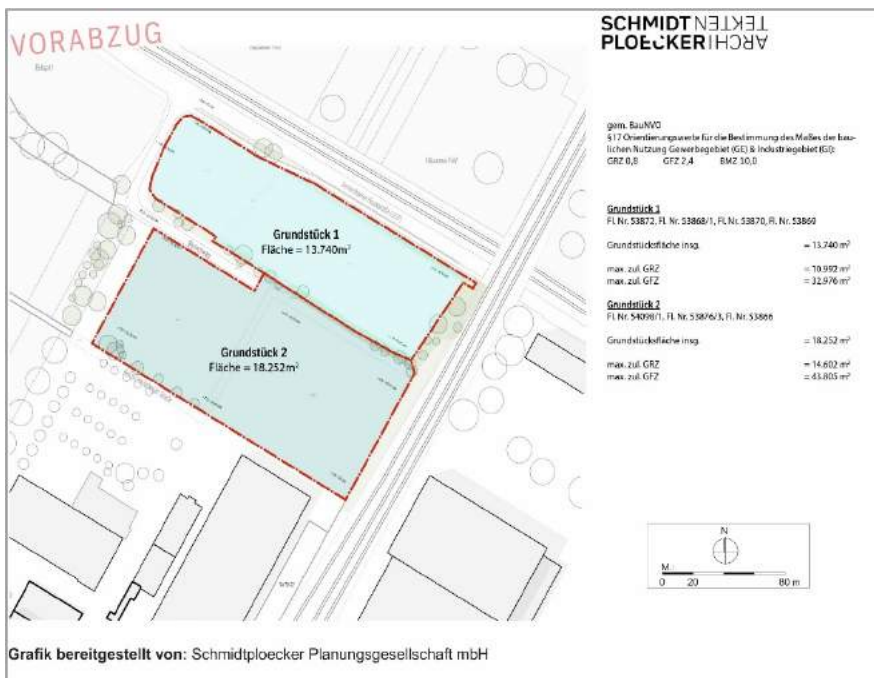 VORABZUG
SCHMIDT
PLOECKER
ARCHITEKTEN
gem. BauNVO
§17 Orientierungswerte für die Bestimmung des Maßes der bau-
lichen Nutzung Gewerbegebiet (GE) & Industriegebiet (GI):
GRZ 0,8 GFZ 2,4 BMZ 10,0
Grundstück 1
Fl. Nr. 53872, Fl. Nr. 53868/1, Fl. Nr. 53870, Fl. Nr. 53869
Grundstücksfläche insg. = 13.740 m²
max. zul. GRZ = 10.992 m²
max. zul. GFZ = 32.976 m²
Grundstück 2
Fl. Nr. 54098/1, Fl. Nr. 53876/3, Fl. Nr. 53866
Grundstücksfläche insg. = 18.252 m²
max. zul. GRZ = 14.602 m²
max. zul. GFZ = 43.805 m²
Grundstück 1
Fläche = 13.740m²
Grundstück 2
Fläche = 18.252m²
N
M
0 20 80 m
Grafik bereitgestellt von: Schmidtploecker Planungsgesellschaft mbH